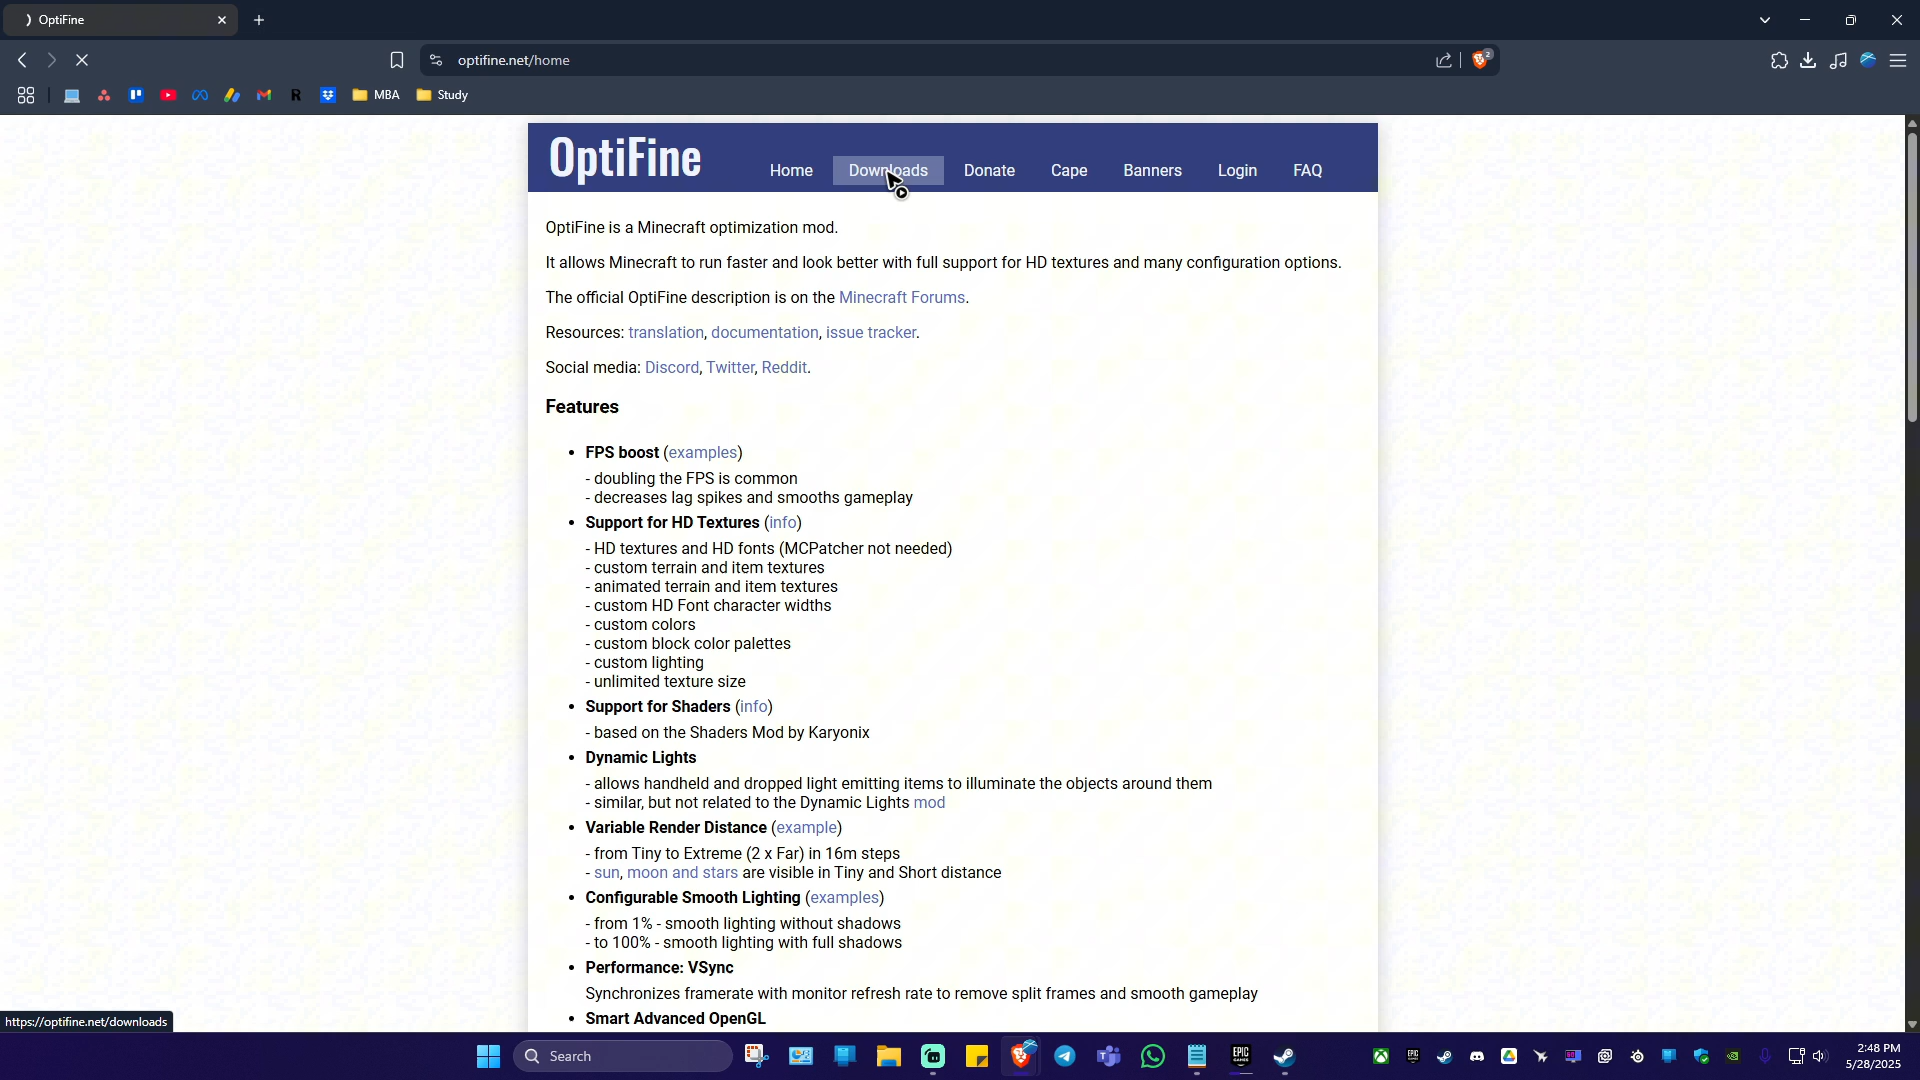 OptiFine
optifine.net/home
2
MBA
Study
OptiFine
Home
Downloads
Donate
Cape
Banners
Login
FAQ
OptiFine is a Minecraft optimization mod.
It allows Minecraft to run faster and look better with full support for HD textures and many configuration options.
The official OptiFine description is on the Minecraft Forums.
Resources: translation, documentation, issue tracker.
Social media: Discord, Twitter, Reddit.
Features
• FPS boost (examples)
- doubling the FPS is common
- decreases lag spikes and smooths gameplay
• Support for HD Textures (info)
- HD textures and HD fonts (MCPatcher not needed)
- custom terrain and item textures
- animated terrain and item textures
- custom HD Font character widths
- custom colors
- custom block color palettes
- custom lighting
- unlimited texture size
• Support for Shaders (info)
- based on the Shaders Mod by Karyonix
• Dynamic Lights
- allows handheld and dropped light emitting items to illuminate the objects around them
- similar, but not related to the Dynamic Lights mod
• Variable Render Distance (example)
- from Tiny to Extreme (2 x Far) in 16m steps
- sun, moon and stars are visible in Tiny and Short distance
• Configurable Smooth Lighting (examples)
- from 1% - smooth lighting without shadows
- to 100% - smooth lighting with full shadows
• Performance: VSync
Synchronizes framerate with monitor refresh rate to remove split frames and smooth gameplay
• Smart Advanced OpenGL
https://optifine.net/downloads
Search
EPIC
GAMES
2:48 PM
5/28/2025